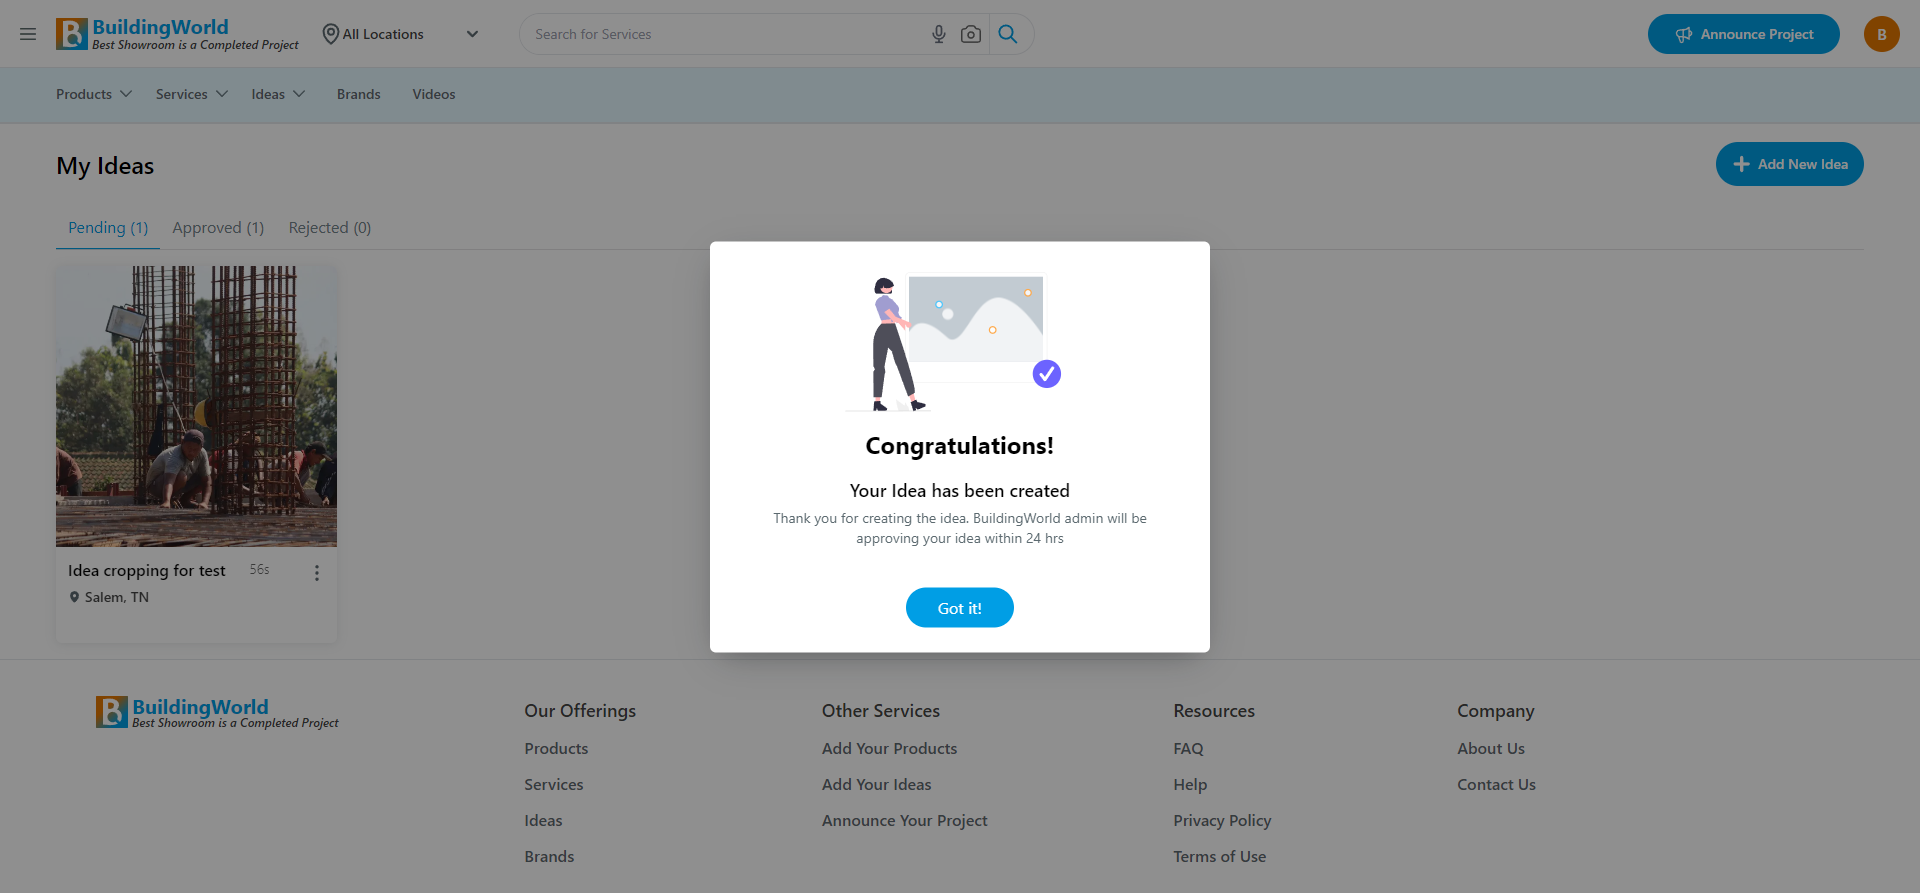 BuildingWorld
Best Showroom is a Completed Project
All Locations
Search for Services
Announce Project
B
Products
Services
Ideas
Brands
Videos
My Ideas
Add New Idea
Pending (1)
Approved (1)
Rejected (0)
Idea cropping for test
56s
Salem, TN
Congratulations!
Your Idea has been created
Thank you for creating the idea. BuildingWorld admin will be
approving your idea within 24 hrs
Got it!
BuildingWorld
Best Showroom is a Completed Project
Our Offerings
Products
Services
Ideas
Brands
Other Services
Add Your Products
Add Your Ideas
Announce Your Project
Resources
FAQ
Help
Privacy Policy
Terms of Use
Company
About Us
Contact Us